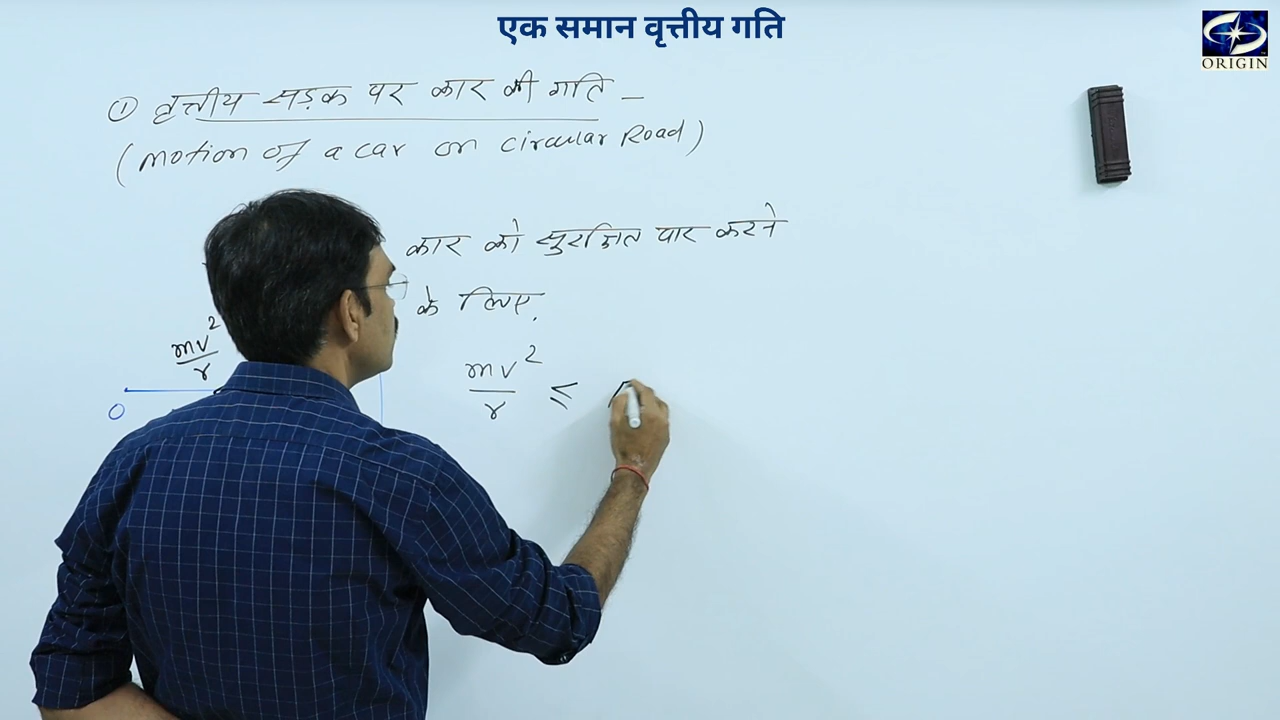 एक समान वृत्तीय गति
ORIGIN
① वृत्तीय सड़क पर कार की गति -
(Motion of a car on circular Road)
कार को सुरक्षित पार करने
के लिए,
mv²/r
mv²/r ≤
O